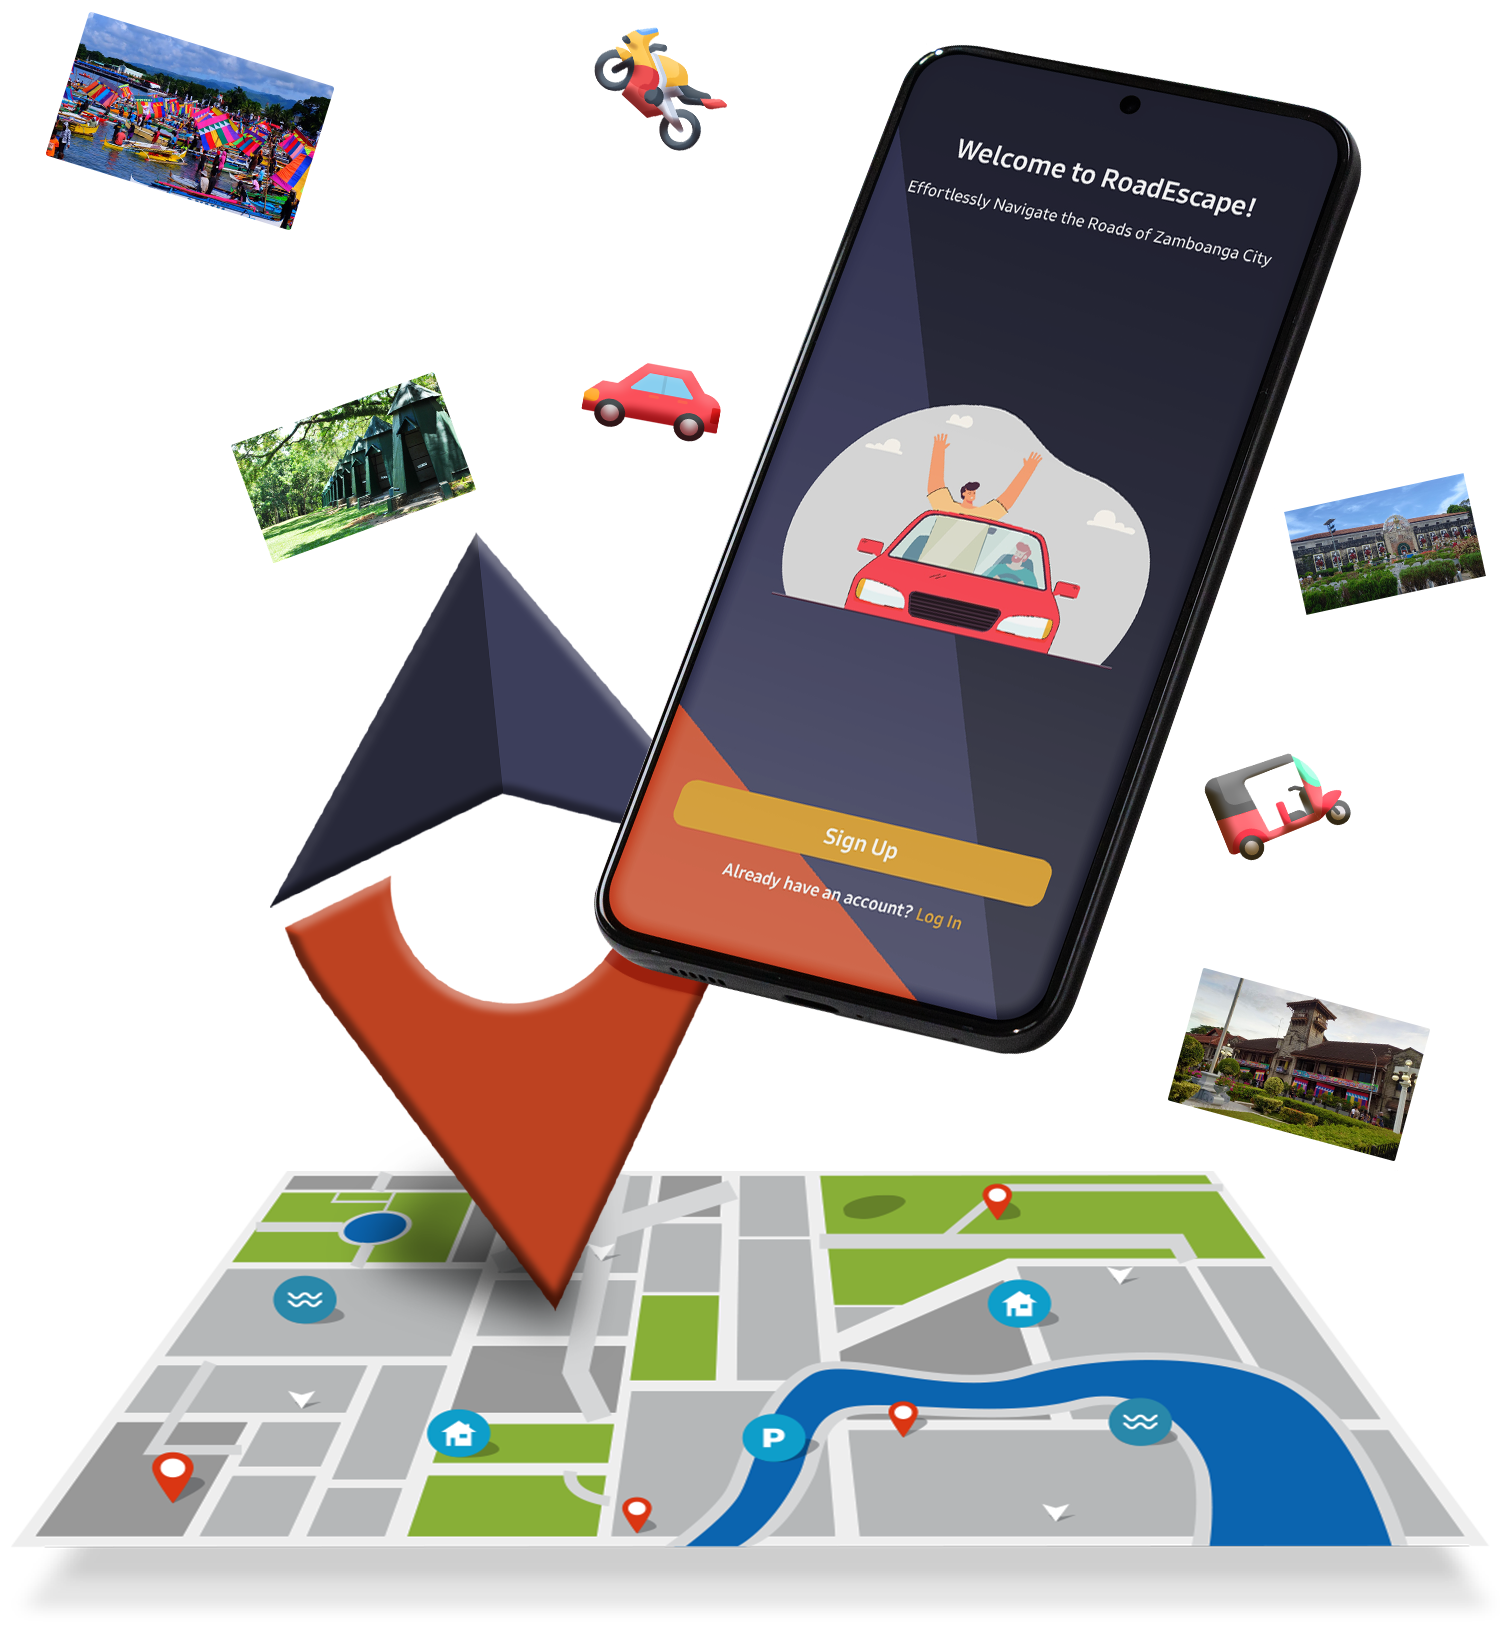 Welcome to RoadEscape!
Effortlessly Navigate the Roads of Zamboanga City
Sign Up
Already have an account? Log In
P